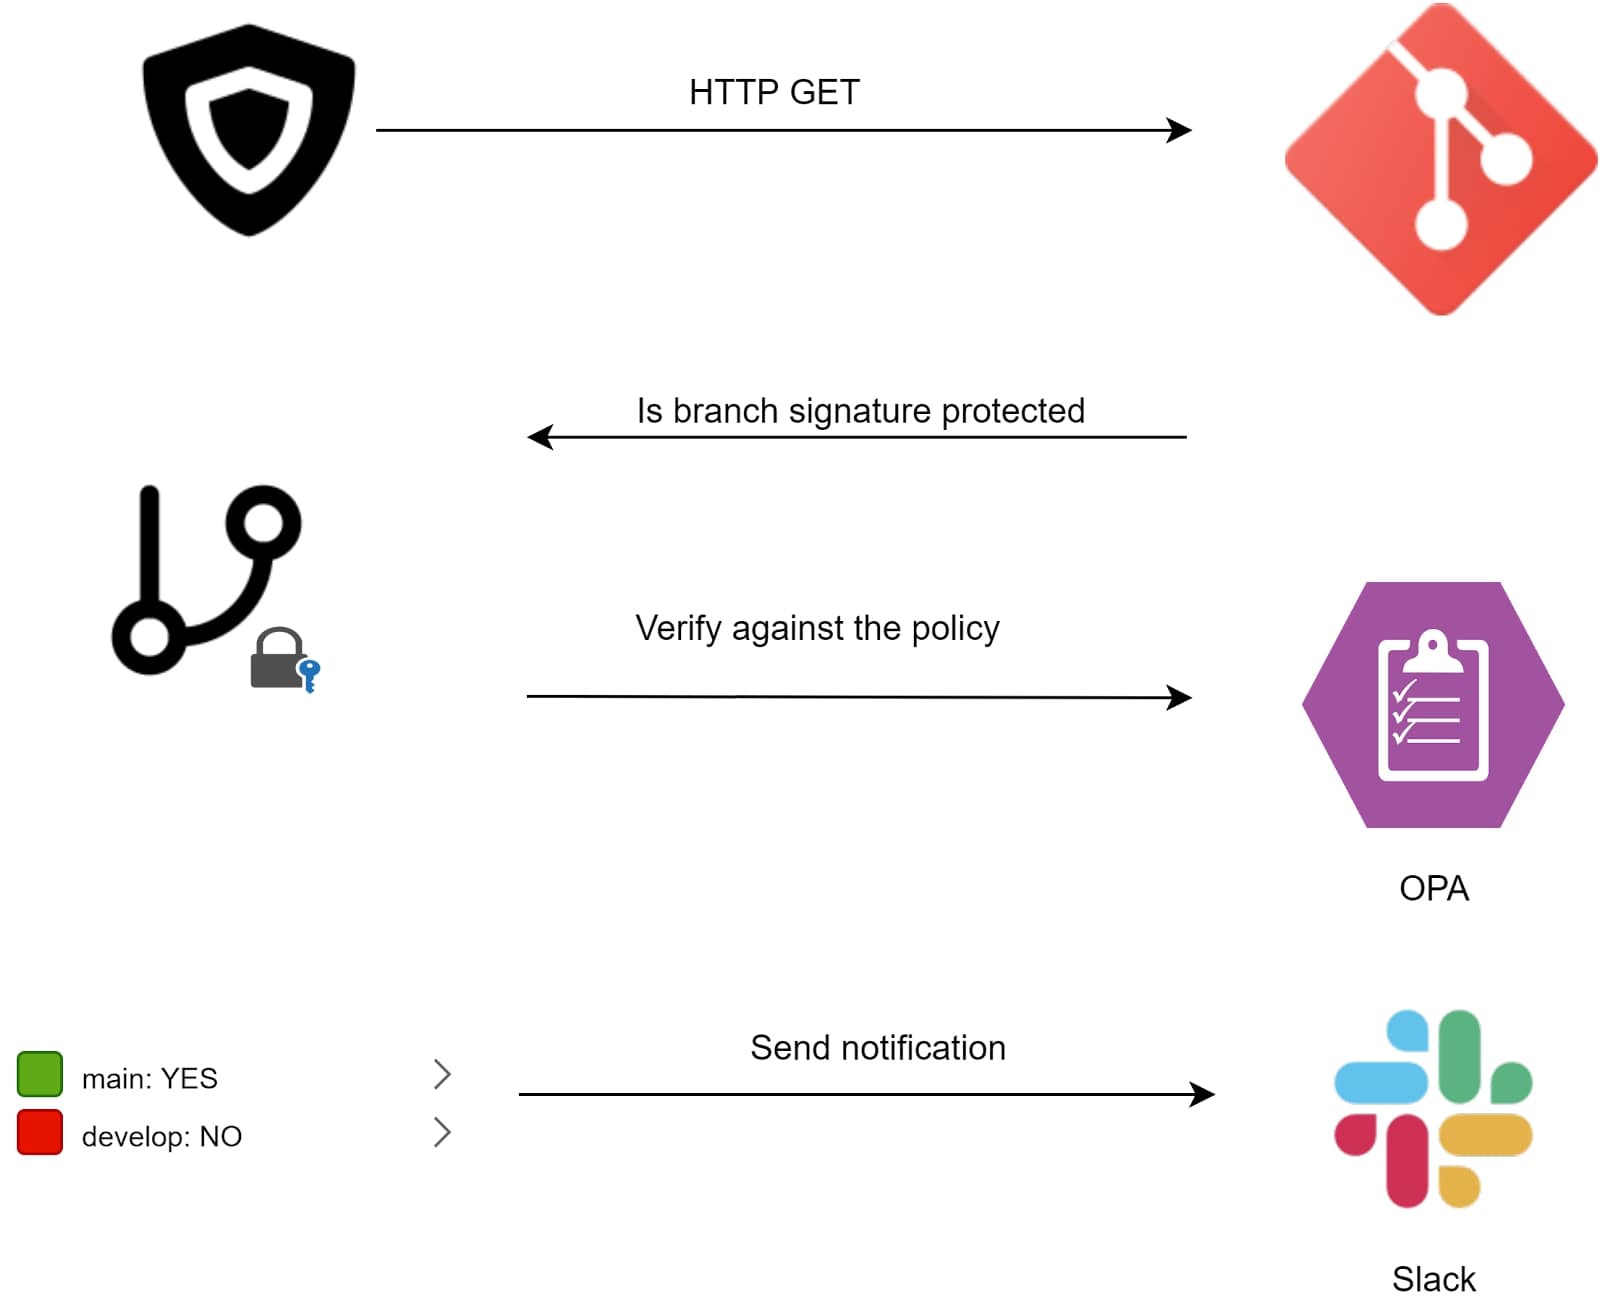 HTTP GET
Is branch signature protected
Verify against the policy
OPA
Send notification
main: YES
develop: NO
Slack